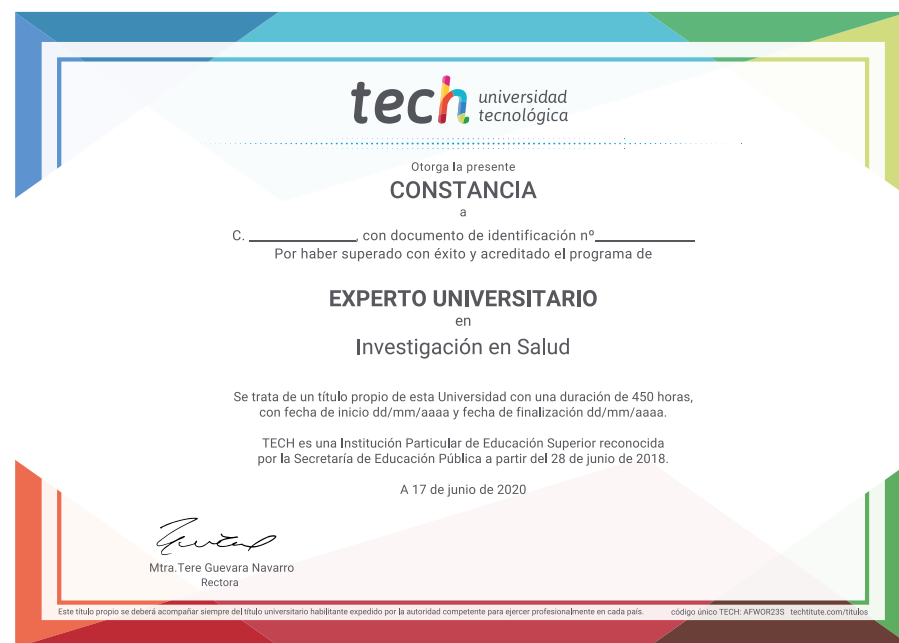 tech universidad
tecnológica
Otorga la presente
CONSTANCIA
a
C. ____________, con documento de identificación nº____________
Por haber superado con éxito y acreditado el programa de
EXPERTO UNIVERSITARIO
en
Investigación en Salud
Se trata de un título propio de esta Universidad con una duración de 450 horas,
con fecha de inicio dd/mm/aaaa y fecha de finalización dd/mm/aaaa.
TECH es una Institución Particular de Educación Superior reconocida
por la Secretaría de Educación Pública a partir del 28 de junio de 2018.
A 17 de junio de 2020
Mtra.Tere Guevara Navarro
Rectora
Este título propio se deberá acompañar siempre del título universitario habilitante expedido por la autoridad competente para ejercer profesionalmente en cada país. código único TECH: AFWOR23S techtitute.com/titulos